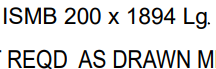 ISMB 200 x 1894 Lg.
REQD AS DRAWN